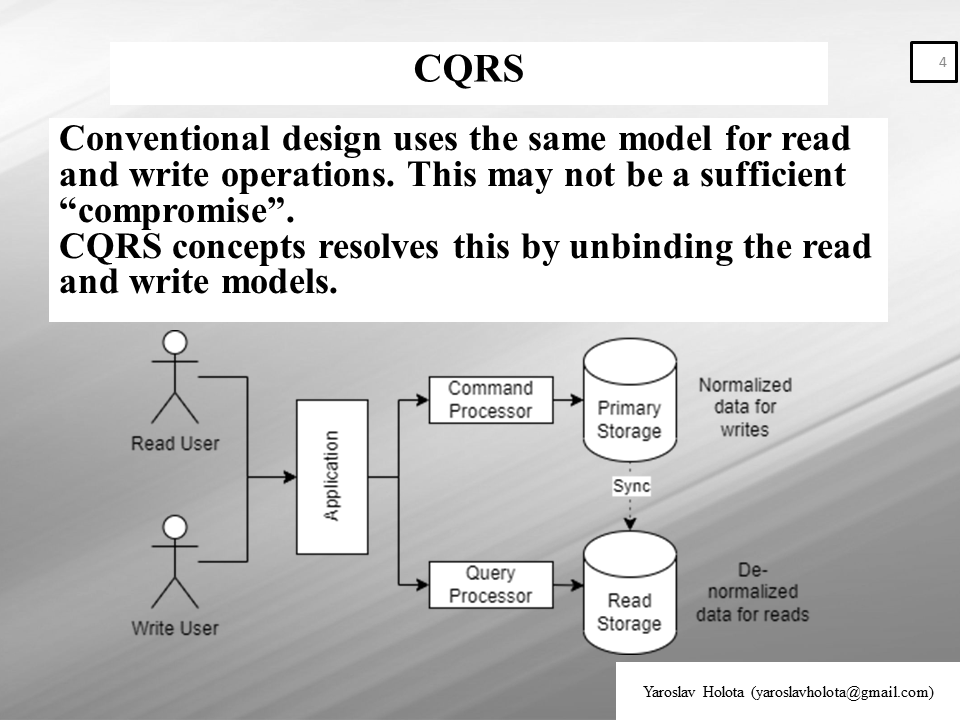 CQRS
4
Conventional design uses the same model for read
and write operations. This may not be a sufficient
“compromise”.
CQRS concepts resolves this by unbinding the read
and write models.
Read User
Write User
Application
Command
Processor
Primary
Storage
Normalized
data for
writes
Sync
Query
Processor
Read
Storage
De-
normalized
data for reads
Yaroslav Holota (yaroslavholota@gmail.com)